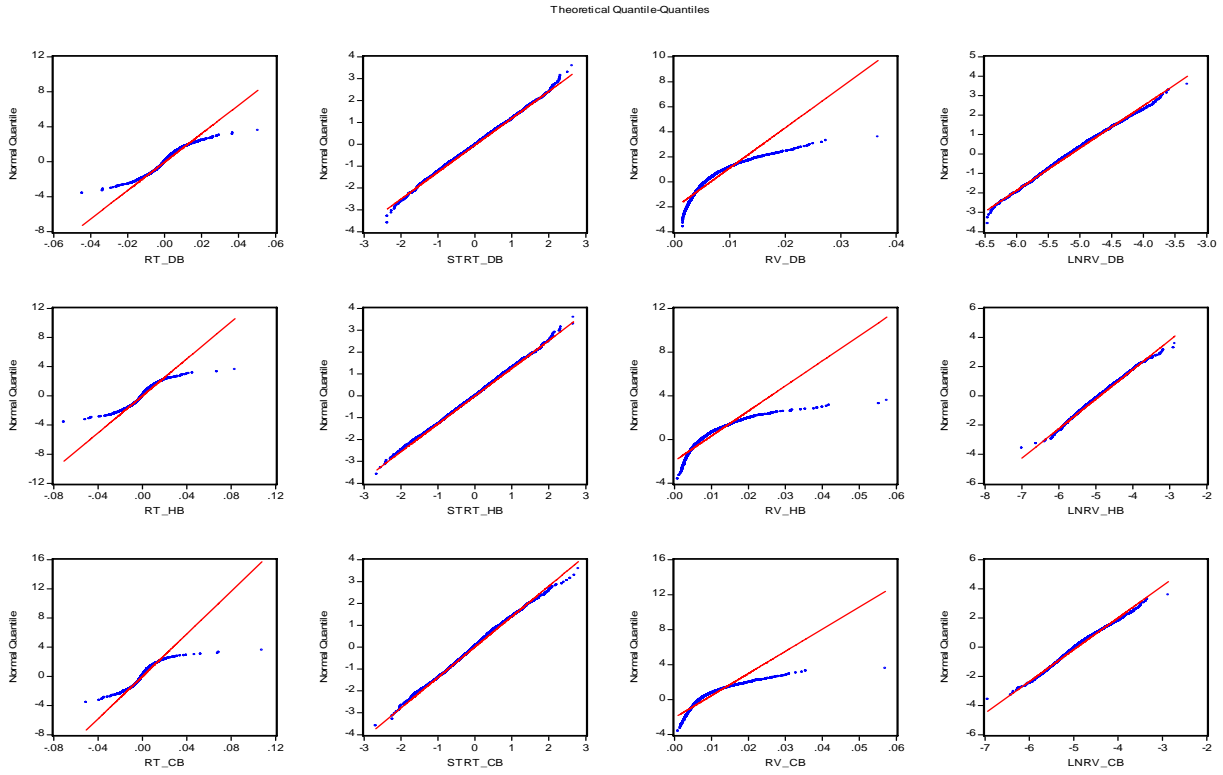 Theoretical Quantile-Quantiles
12
8
4
0
-4
-8
-.06 -.04 -.02 .00 .02 .04 .06
Normal Quantile
RT_DB
4
3
2
1
0
-1
-2
-3
-4
-3 -2 -1 0 1 2 3
Normal Quantile
STRT_DB
10
8
6
4
2
0
-2
-4
.00 .01 .02 .03 .04
Normal Quantile
RV_DB
5
4
3
2
1
0
-1
-2
-3
-4
-6.5 -6.0 -5.5 -5.0 -4.5 -4.0 -3.5 -3.0
Normal Quantile
LNRV_DB
12
8
4
0
-4
-8
-12
-.08 -.04 .00 .04 .08 .12
Normal Quantile
RT_HB
4
3
2
1
0
-1
-2
-3
-4
-3 -2 -1 0 1 2 3
Normal Quantile
STRT_HB
12
8
4
0
-4
.00 .01 .02 .03 .04 .05 .06
Normal Quantile
RV_HB
6
4
2
0
-2
-4
-6
-8 -7 -6 -5 -4 -3 -2
Normal Quantile
LNRV_HB
16
12
8
4
0
-4
-8
-.08 -.04 .00 .04 .08 .12
Normal Quantile
RT_CB
4
3
2
1
0
-1
-2
-3
-4
-3 -2 -1 0 1 2 3
Normal Quantile
STRT_CB
16
12
8
4
0
-4
.00 .01 .02 .03 .04 .05 .06
Normal Quantile
RV_CB
6
4
2
0
-2
-4
-6
-7 -6 -5 -4 -3 -2
Normal Quantile
LNRV_CB